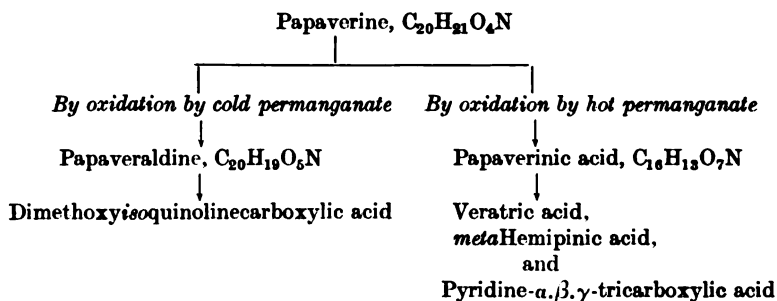 Papaverine, C₂₀H₂₁O₄N
By oxidation by cold permanganate
By oxidation by hot permanganate
Papaveraldine, C₂₀H₁₉O₅N
Papaverinic acid, C₁₆H₁₃O₇N
Dimethoxyisoquinolinecarboxylic acid
Veratric acid,
metaHemipinic acid,
and
Pyridine-α.β.γ-tricarboxylic acid